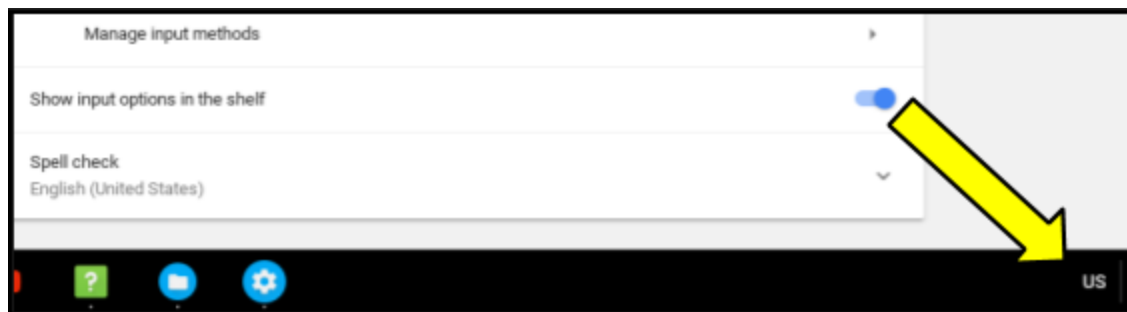 Manage input methods
Show input options in the shelf
Spell check
English (United States)
?
US